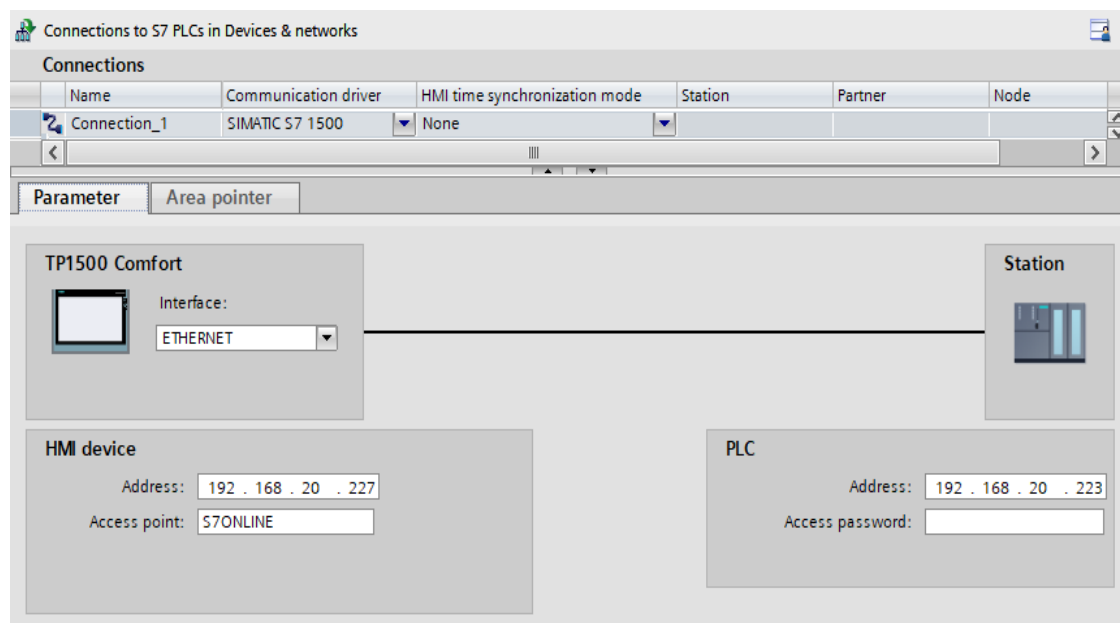 Connections to S7 PLCs in Devices & networks
Connections
Name Communication driver HMI time synchronization mode Station Partner Node
Connection_1 SIMATIC S7 1500 None
Parameter Area pointer
TP1500 Comfort Station
Interface:
ETHERNET
HMI device PLC
Address: 192 . 168 . 20 . 227 Address: 192 . 168 . 20 . 223
Access point: S7ONLINE Access password: